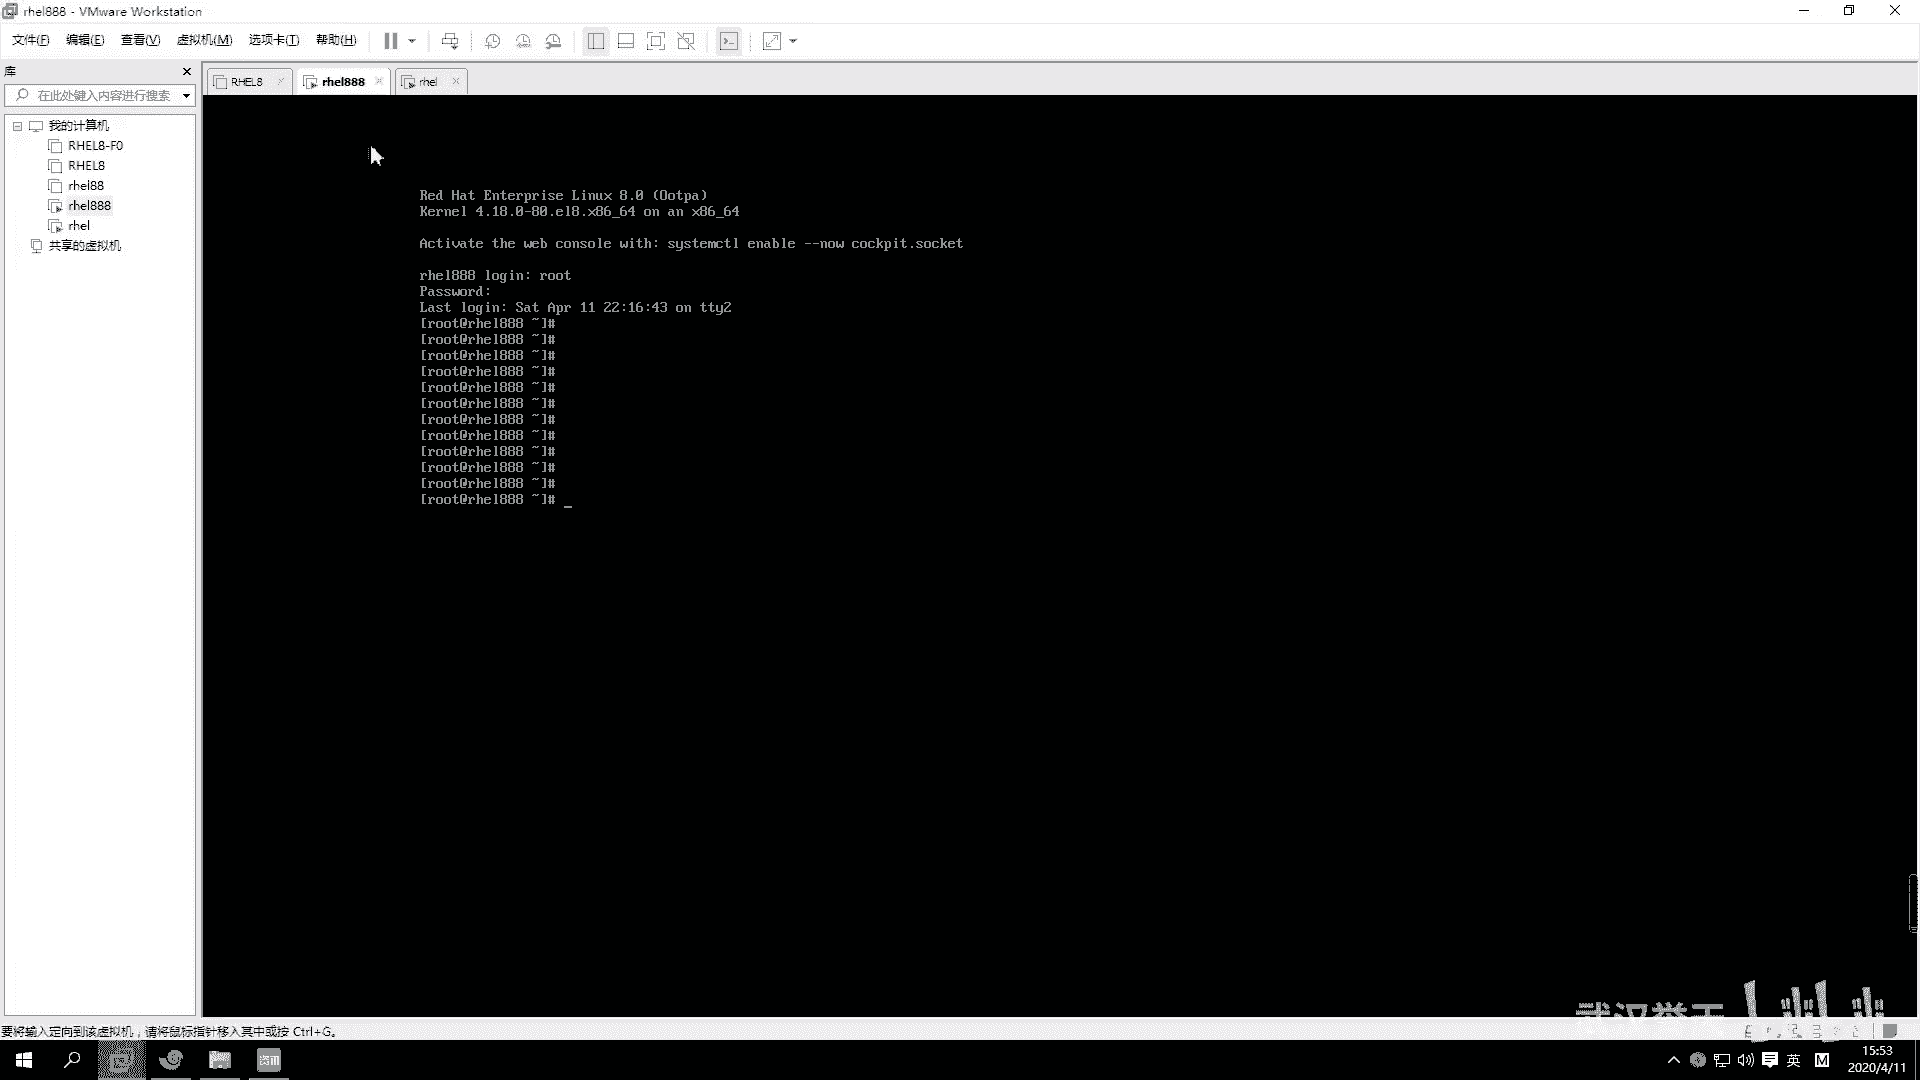 rhel888 - VMware Workstation
文件(F) 编辑(E) 查看(V) 虚拟机(M) 选项卡(T) 帮助(H)
库
在此处键入内容进行搜索
我的计算机
RHEL8-F0
RHEL8
rhel88
rhel888
rhel
共享的虚拟机
RHEL8 rhel888 rhel
Red Hat Enterprise Linux 8.0 (Ootpa)
Kernel 4.18.0-80.el8.x86_64 on an x86_64
Activate the web console with: systemctl enable --now cockpit.socket
rhel888 login: root
Password:
Last login: Sat Apr 11 22:16:43 on tty2
[root@rhel888 ~]#
[root@rhel888 ~]#
[root@rhel888 ~]#
[root@rhel888 ~]#
[root@rhel888 ~]#
[root@rhel888 ~]#
[root@rhel888 ~]#
[root@rhel888 ~]#
[root@rhel888 ~]#
[root@rhel888 ~]#
[root@rhel888 ~]#
[root@rhel888 ~]# _
要将输入定向到该虚拟机，请将鼠标指针移入其中或按 Ctrl+G。
资讯
英 M
15:53
2020/4/11